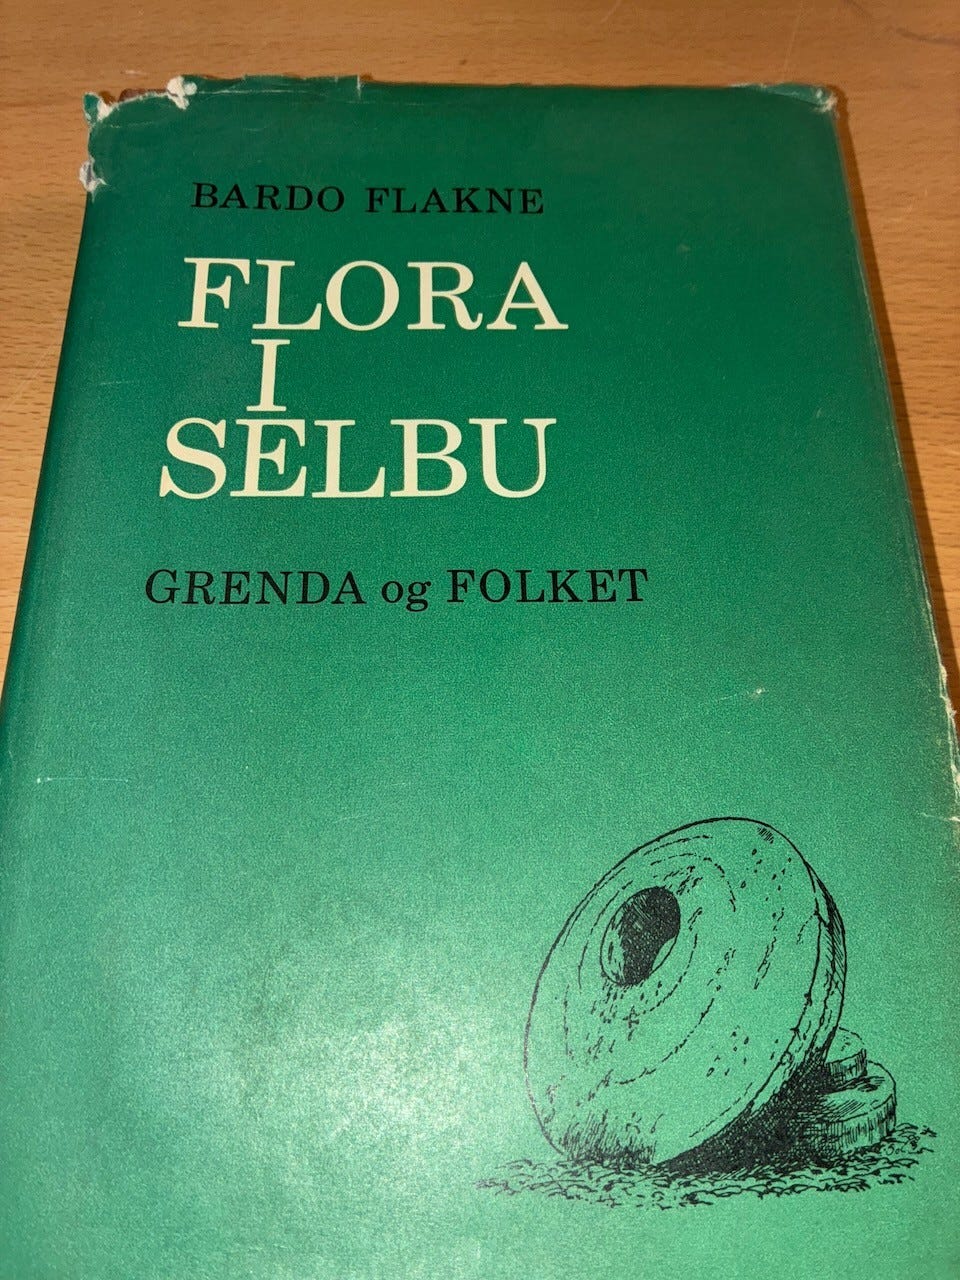 BARDO FLAKNE
FLORA
I
SELBU
GRENDA og FOLKET